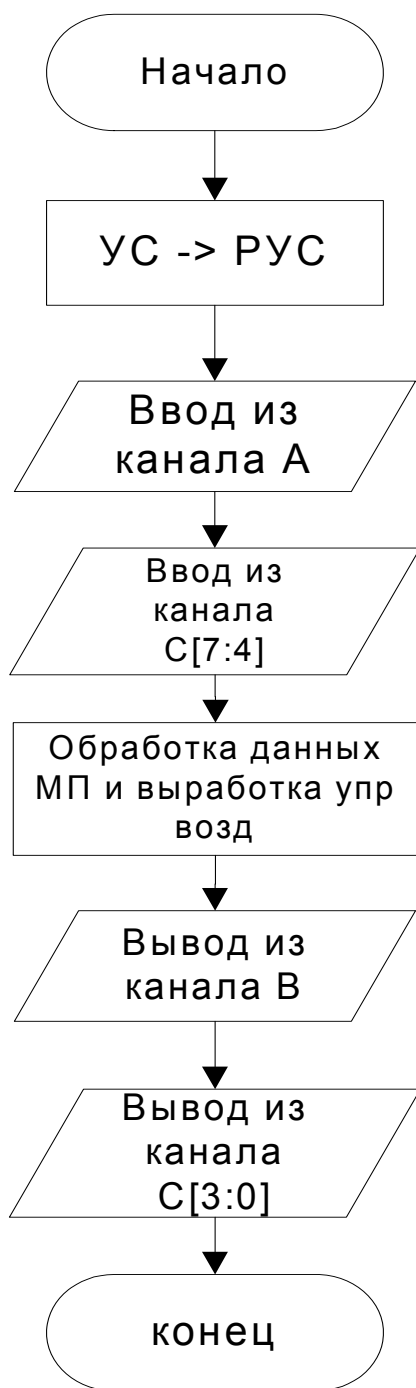 Начало
УС -> РУС
Ввод из
канала А
Ввод из
канала
С[7:4]
Обработка данных
МП и выработка упр
возд
Вывод из
канала В
Вывод из
канала
С[3:0]
конец